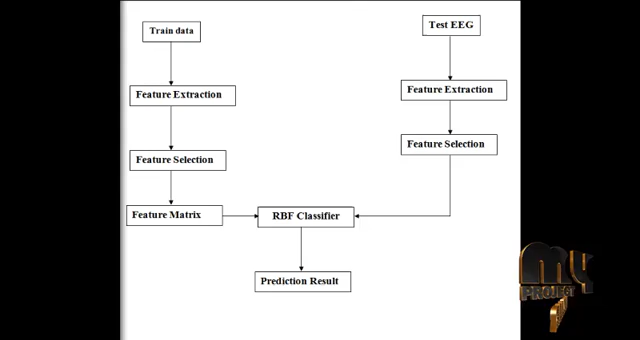 Train data
Test EEG
Feature Extraction
Feature Extraction
Feature Selection
Feature Selection
Feature Matrix
RBF Classifier
Prediction Result
my
PROJECT